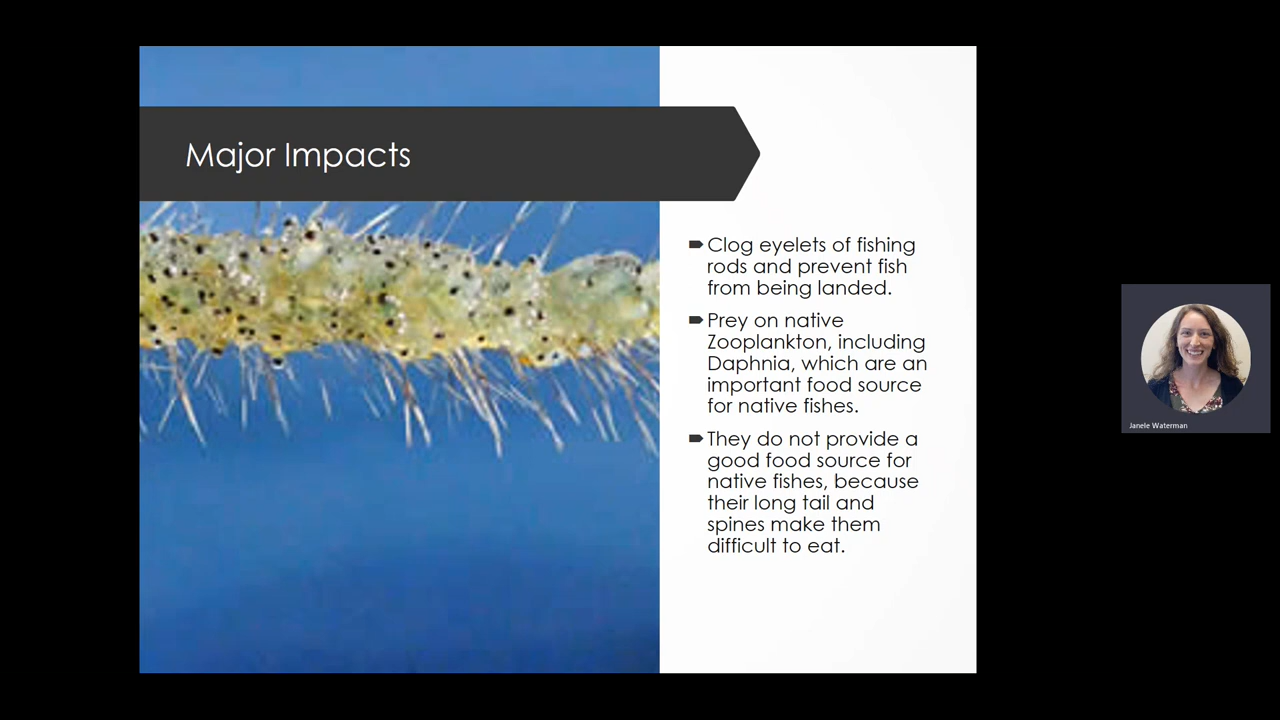 Major Impacts
Clog eyelets of fishing
rods and prevent fish
from being landed.
Prey on native
Zooplankton, including
Daphnia, which are an
important food source
for native fishes.
They do not provide a
good food source for
native fishes, because
their long tail and
spines make them
difficult to eat.
Janele Waterman